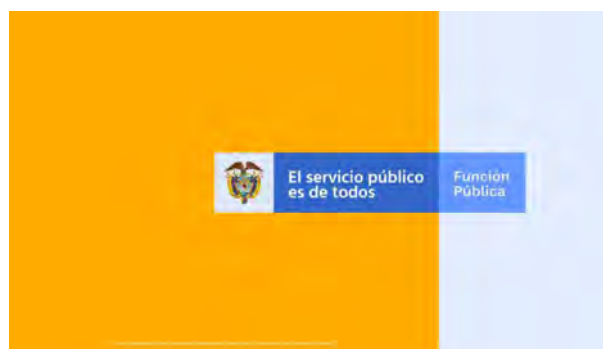 El servicio público
es de todos
Función
Pública